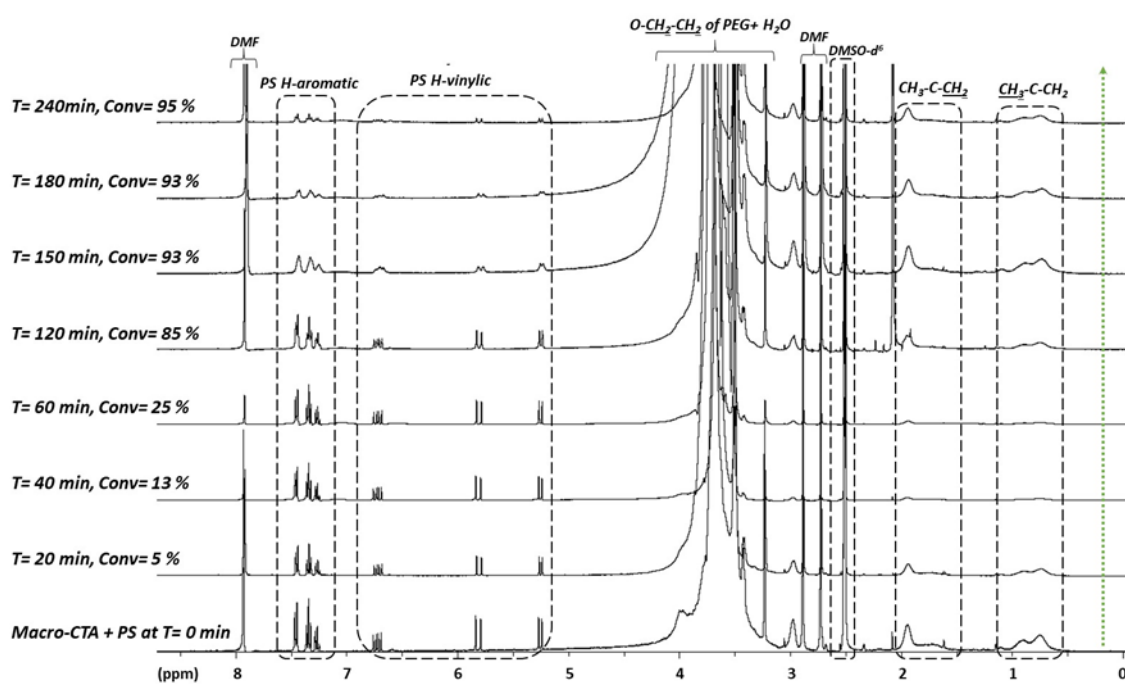 O-CH2-CH2 of PEG+ H2O
DMF
DMF
DMSO-d⁶
PS H-aromatic
PS H-vinylic
CH3-C-CH2
CH3-C-CH2
T= 240min, Conv= 95 %
T= 180 min, Conv= 93 %
T= 150 min, Conv= 93 %
T= 120 min, Conv= 85 %
T= 60 min, Conv= 25 %
T= 40 min, Conv= 13 %
T= 20 min, Conv= 5 %
Macro-CTA + PS at T= 0 min
(ppm) 8 7 6 5 4 3 2 1 0